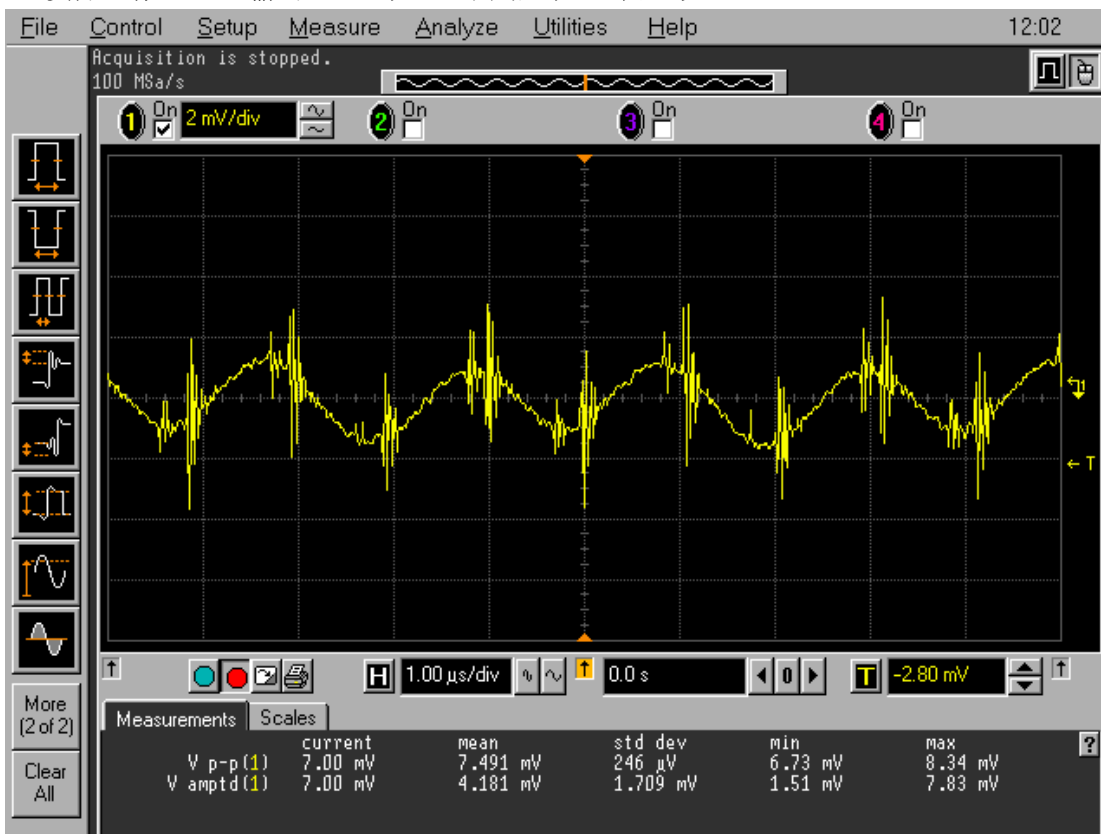 File Control Setup Measure Analyze Utilities Help 12:02
Acquisition is stopped.
100 MSa/s
1 On 2 mV/div 2 On 3 On 4 On
1
T
H 1.00 μs/div 0.0 s 0 T -2.80 mV
More
(2 of 2)
Clear
All
Measurements Scales
?
current mean std dev min max
V p-p(1) 7.00 mV 7.491 mV 246 μV 6.73 mV 8.34 mV
V amptd(1) 7.00 mV 4.181 mV 1.709 mV 1.51 mV 7.83 mV